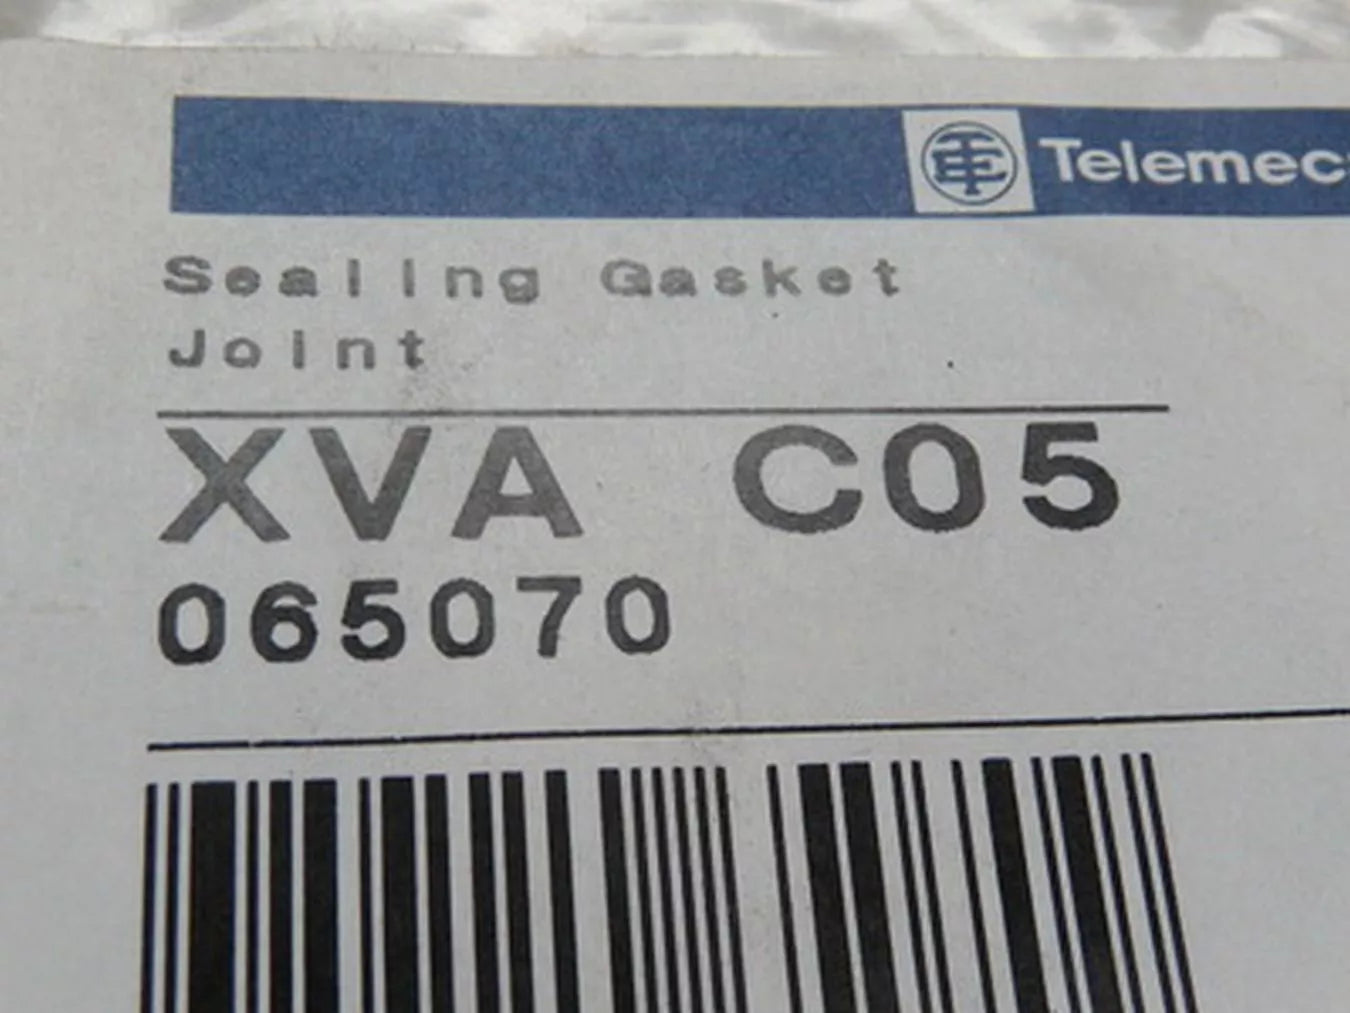 Telemec
Sealing Gasket
Joint
XVA C05
065070